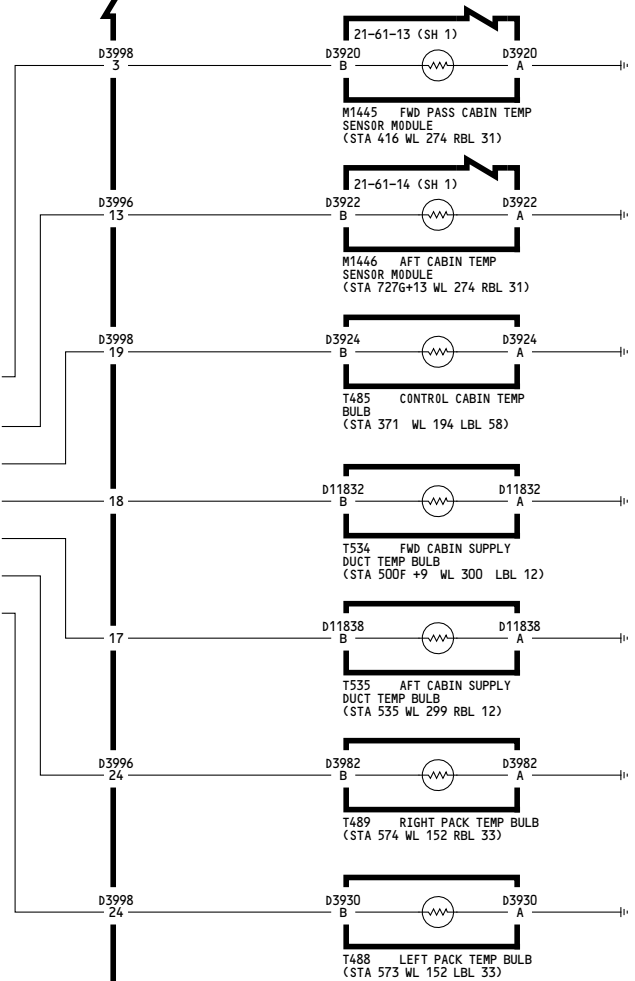 21-61-13 (SH 1)
D3998 D3920 D3920
3 B A
M1445 FWD PASS CABIN TEMP
SENSOR MODULE
(STA 416 WL 274 RBL 31)
21-61-14 (SH 1)
D3996 D3922 D3922
13 B A
M1446 AFT CABIN TEMP
SENSOR MODULE
(STA 727G+13 WL 274 RBL 31)
D3998 D3924 D3924
19 B A
T485 CONTROL CABIN TEMP
BULB
(STA 371 WL 194 LBL 58)
D11832 D11832
18 B A
T534 FWD CABIN SUPPLY
DUCT TEMP BULB
(STA 500F +9 WL 300 LBL 12)
D11838 D11838
17 B A
T535 AFT CABIN SUPPLY
DUCT TEMP BULB
(STA 535 WL 299 RBL 12)
D3996 D3982 D3982
24 B A
T489 RIGHT PACK TEMP BULB
(STA 574 WL 152 RBL 33)
D3998 D3930 D3930
24 B A
T488 LEFT PACK TEMP BULB
(STA 573 WL 152 LBL 33)